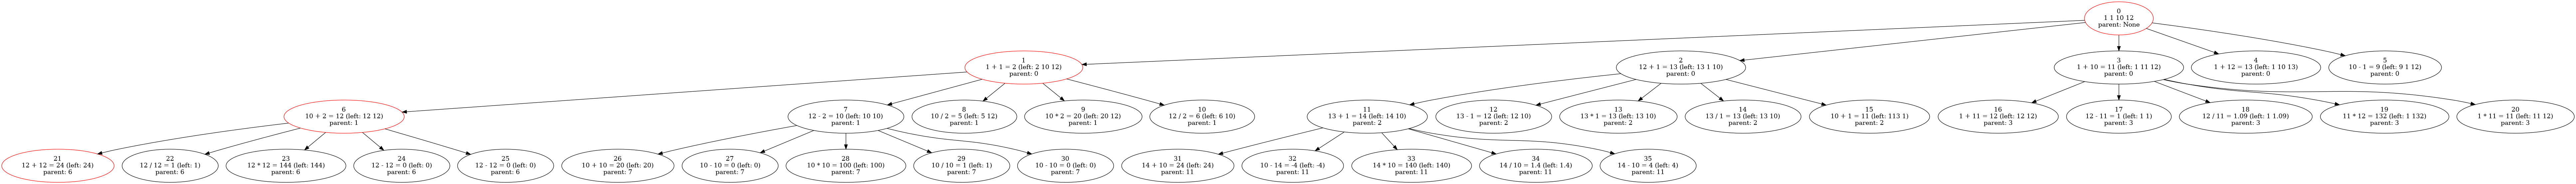 0
1 1 10 12
parent: None
1
1 + 1 = 2 (left: 2 10 12)
parent: 0
2
12 + 1 = 13 (left: 13 1 10)
parent: 0
3
1 + 10 = 11 (left: 1 11 12)
parent: 0
4
1 + 12 = 13 (left: 1 10 13)
parent: 0
5
10 - 1 = 9 (left: 9 1 12)
parent: 0
6
10 + 2 = 12 (left: 12 12)
parent: 1
7
12 - 2 = 10 (left: 10 10)
parent: 1
8
10 / 2 = 5 (left: 5 12)
parent: 1
9
10 * 2 = 20 (left: 20 12)
parent: 1
10
12 / 2 = 6 (left: 6 10)
parent: 1
11
13 + 1 = 14 (left: 14 10)
parent: 2
12
13 - 1 = 12 (left: 12 10)
parent: 2
13
13 * 1 = 13 (left: 13 10)
parent: 2
14
13 / 1 = 13 (left: 13 10)
parent: 2
15
10 + 1 = 11 (left: 113 1)
parent: 2
16
1 + 11 = 12 (left: 12 12)
parent: 3
17
12 - 11 = 1 (left: 1 1)
parent: 3
18
12 / 11 = 1.09 (left: 1 1.09)
parent: 3
19
11 * 12 = 132 (left: 1 132)
parent: 3
20
1 * 11 = 11 (left: 11 12)
parent: 3
21
12 + 12 = 24 (left: 24)
parent: 6
22
12 / 12 = 1 (left: 1)
parent: 6
23
12 * 12 = 144 (left: 144)
parent: 6
24
12 - 12 = 0 (left: 0)
parent: 6
25
12 - 12 = 0 (left: 0)
parent: 6
26
10 + 10 = 20 (left: 20)
parent: 7
27
10 - 10 = 0 (left: 0)
parent: 7
28
10 * 10 = 100 (left: 100)
parent: 7
29
10 / 10 = 1 (left: 1)
parent: 7
30
10 - 10 = 0 (left: 0)
parent: 7
31
14 + 10 = 24 (left: 24)
parent: 11
32
10 - 14 = -4 (left: -4)
parent: 11
33
14 * 10 = 140 (left: 140)
parent: 11
34
14 / 10 = 1.4 (left: 1.4)
parent: 11
35
14 - 10 = 4 (left: 4)
parent: 11